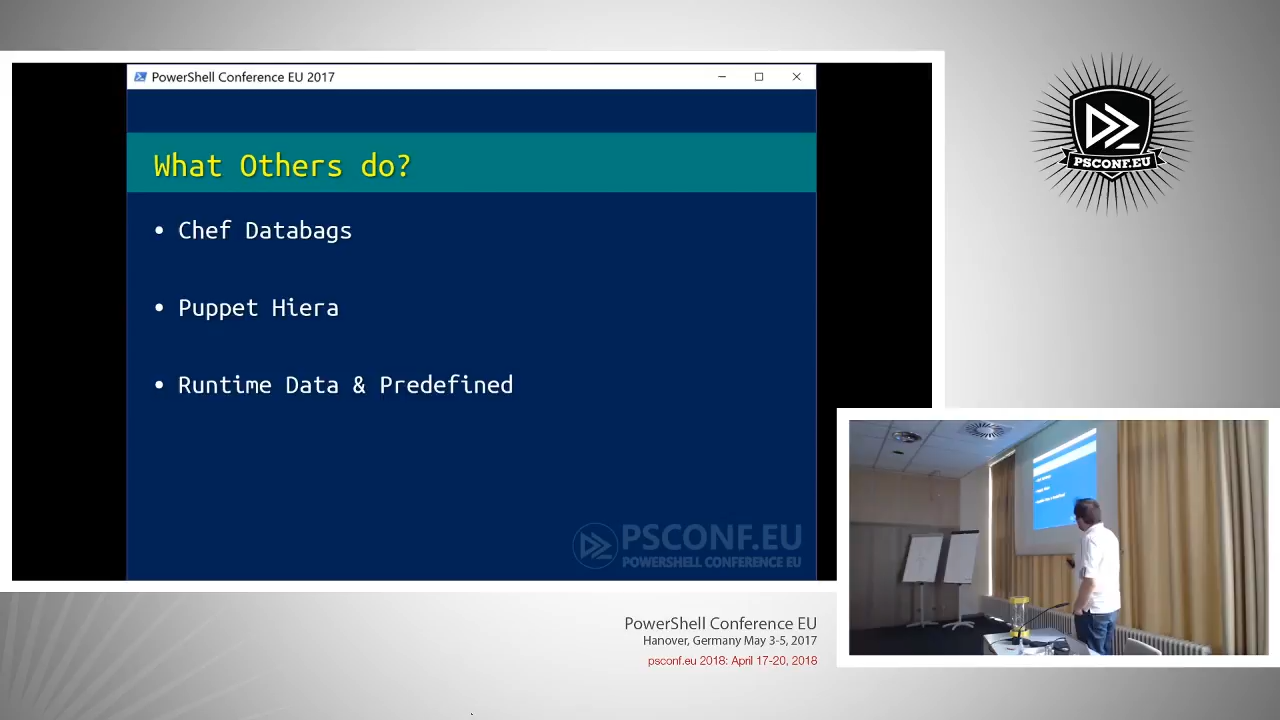 PowerShell Conference EU 2017
What Others do?
• Chef Databags
• Puppet Hiera
• Runtime Data & Predefined
PSCONF.EU
POWERSHELL CONFERENCE EU
PSCONF.EU
PowerShell Conference EU
Hanover, Germany May 3-5, 2017
psconf.eu 2018: April 17-20, 2018